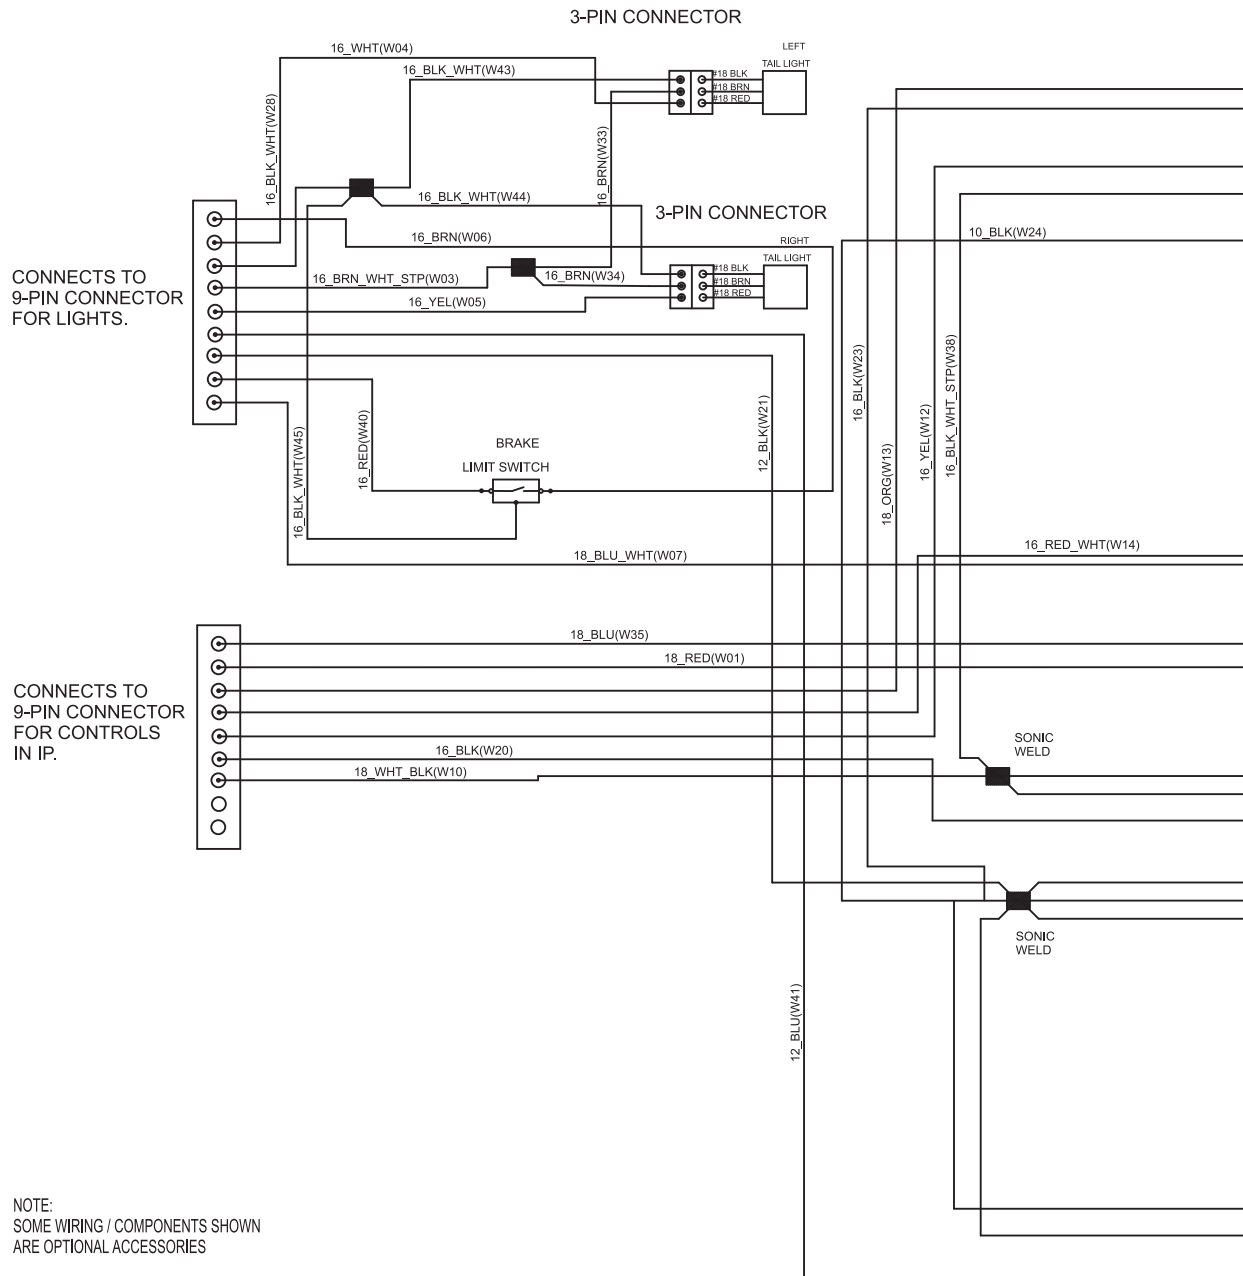 3-PIN CONNECTOR
16_WHT(W04)
LEFT
TAIL LIGHT
16_BLK_WHT(W43)
#18 BLK
#18 BRN
#18 RED
16_BLK_WHT(W28)
16_BRN(W33)
16_BLK_WHT(W44)
3-PIN CONNECTOR
16_BRN(W06)
RIGHT
TAIL LIGHT
10_BLK(W24)
CONNECTS TO
9-PIN CONNECTOR
FOR LIGHTS.
16_BRN_WHT_STP(W03)
16_BRN(W34)
#18 BLK
#18 BRN
#18 RED
16_YEL(W05)
16_BLK(W23)
16_BLK_WHT_STP(W38)
16_YEL(W12)
18_ORG(W13)
12_BLK(W21)
16_RED(W40)
16_BLK_WHT(W45)
BRAKE
LIMIT SWITCH
16_RED_WHT(W14)
18_BLU_WHT(W07)
18_BLU(W35)
18_RED(W01)
CONNECTS TO
9-PIN CONNECTOR
FOR CONTROLS
IN IP.
16_BLK(W20)
18_WHT_BLK(W10)
SONIC
WELD
SONIC
WELD
12_BLU(W41)
NOTE:
SOME WIRING / COMPONENTS SHOWN
ARE OPTIONAL ACCESSORIES